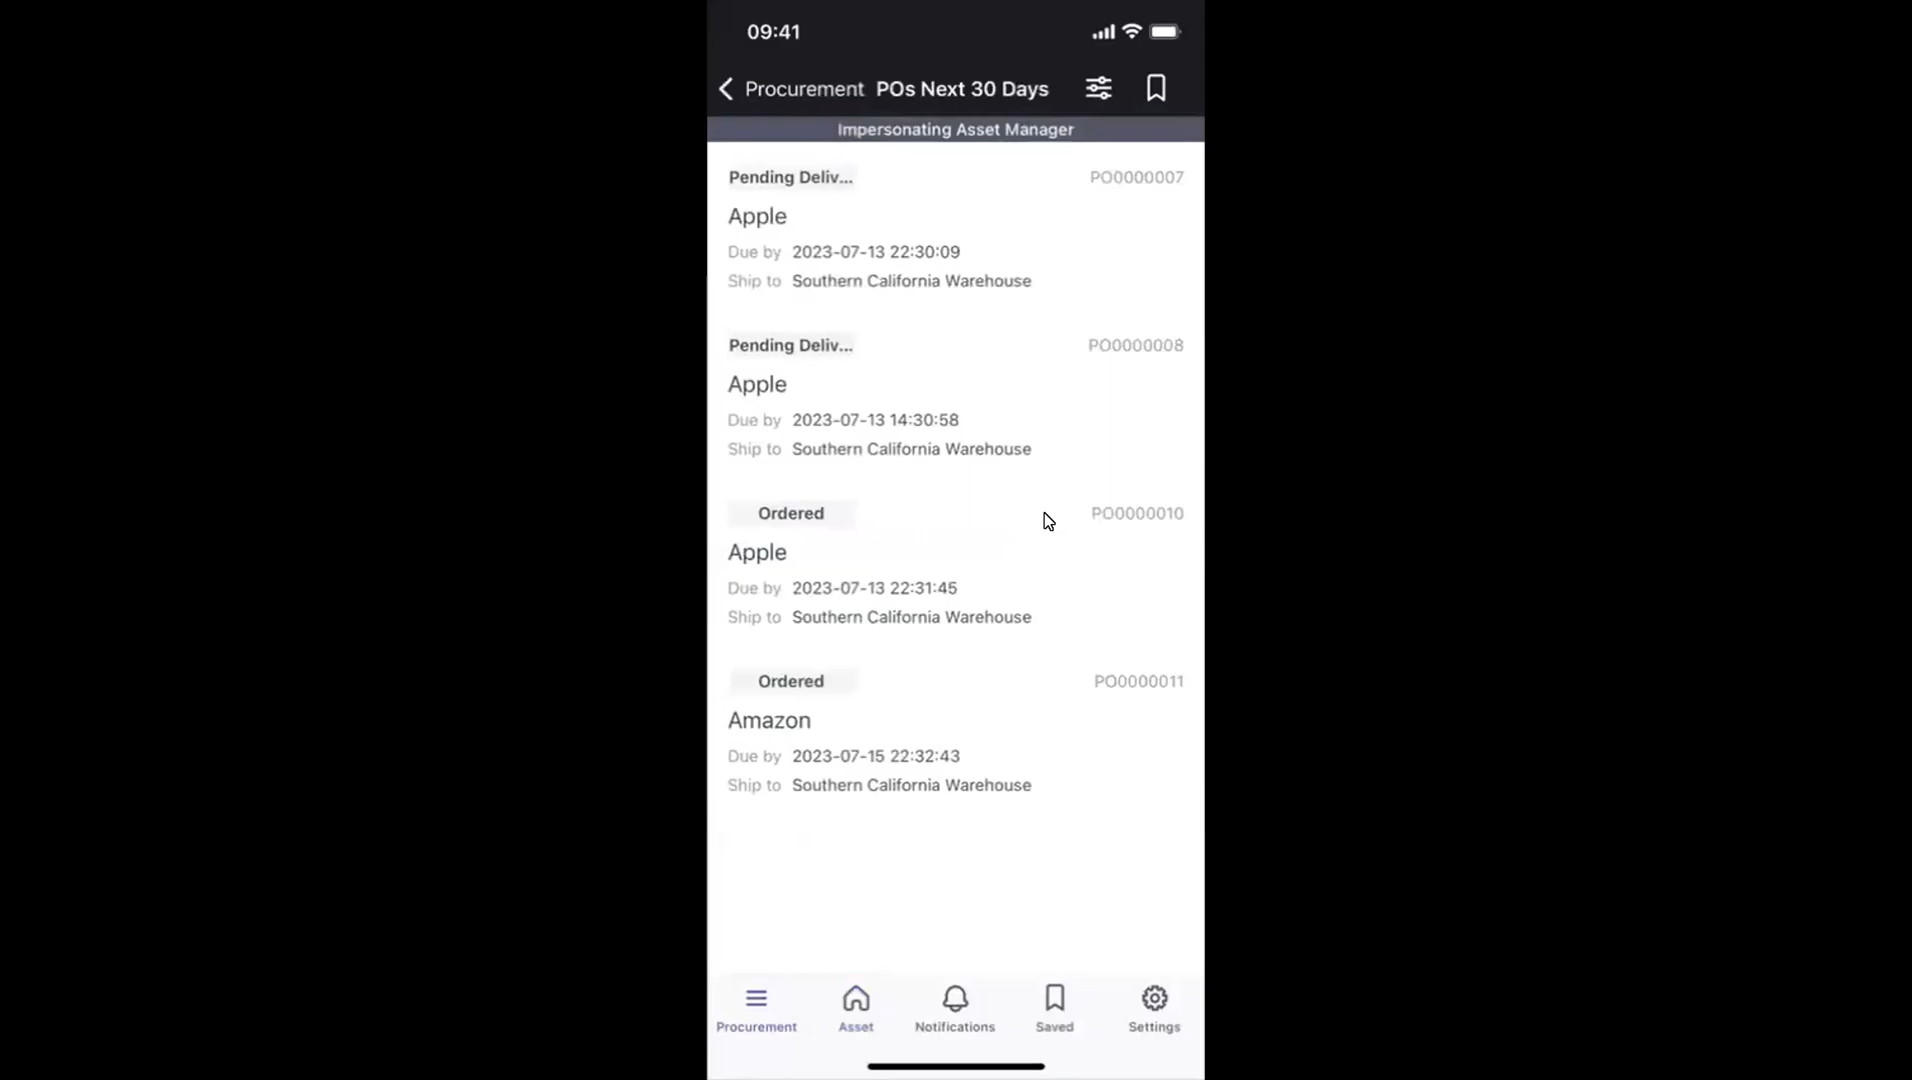 09:41
Procurement POs Next 30 Days
Impersonating Asset Manager
Pending Deliv... PO0000007
Apple
Due by 2023-07-13 22:30:09
Ship to Southern California Warehouse
Pending Deliv... PO0000008
Apple
Due by 2023-07-13 14:30:58
Ship to Southern California Warehouse
Ordered PO0000010
Apple
Due by 2023-07-13 22:31:45
Ship to Southern California Warehouse
Ordered PO0000011
Amazon
Due by 2023-07-15 22:32:43
Ship to Southern California Warehouse
Procurement Asset Notifications Saved Settings